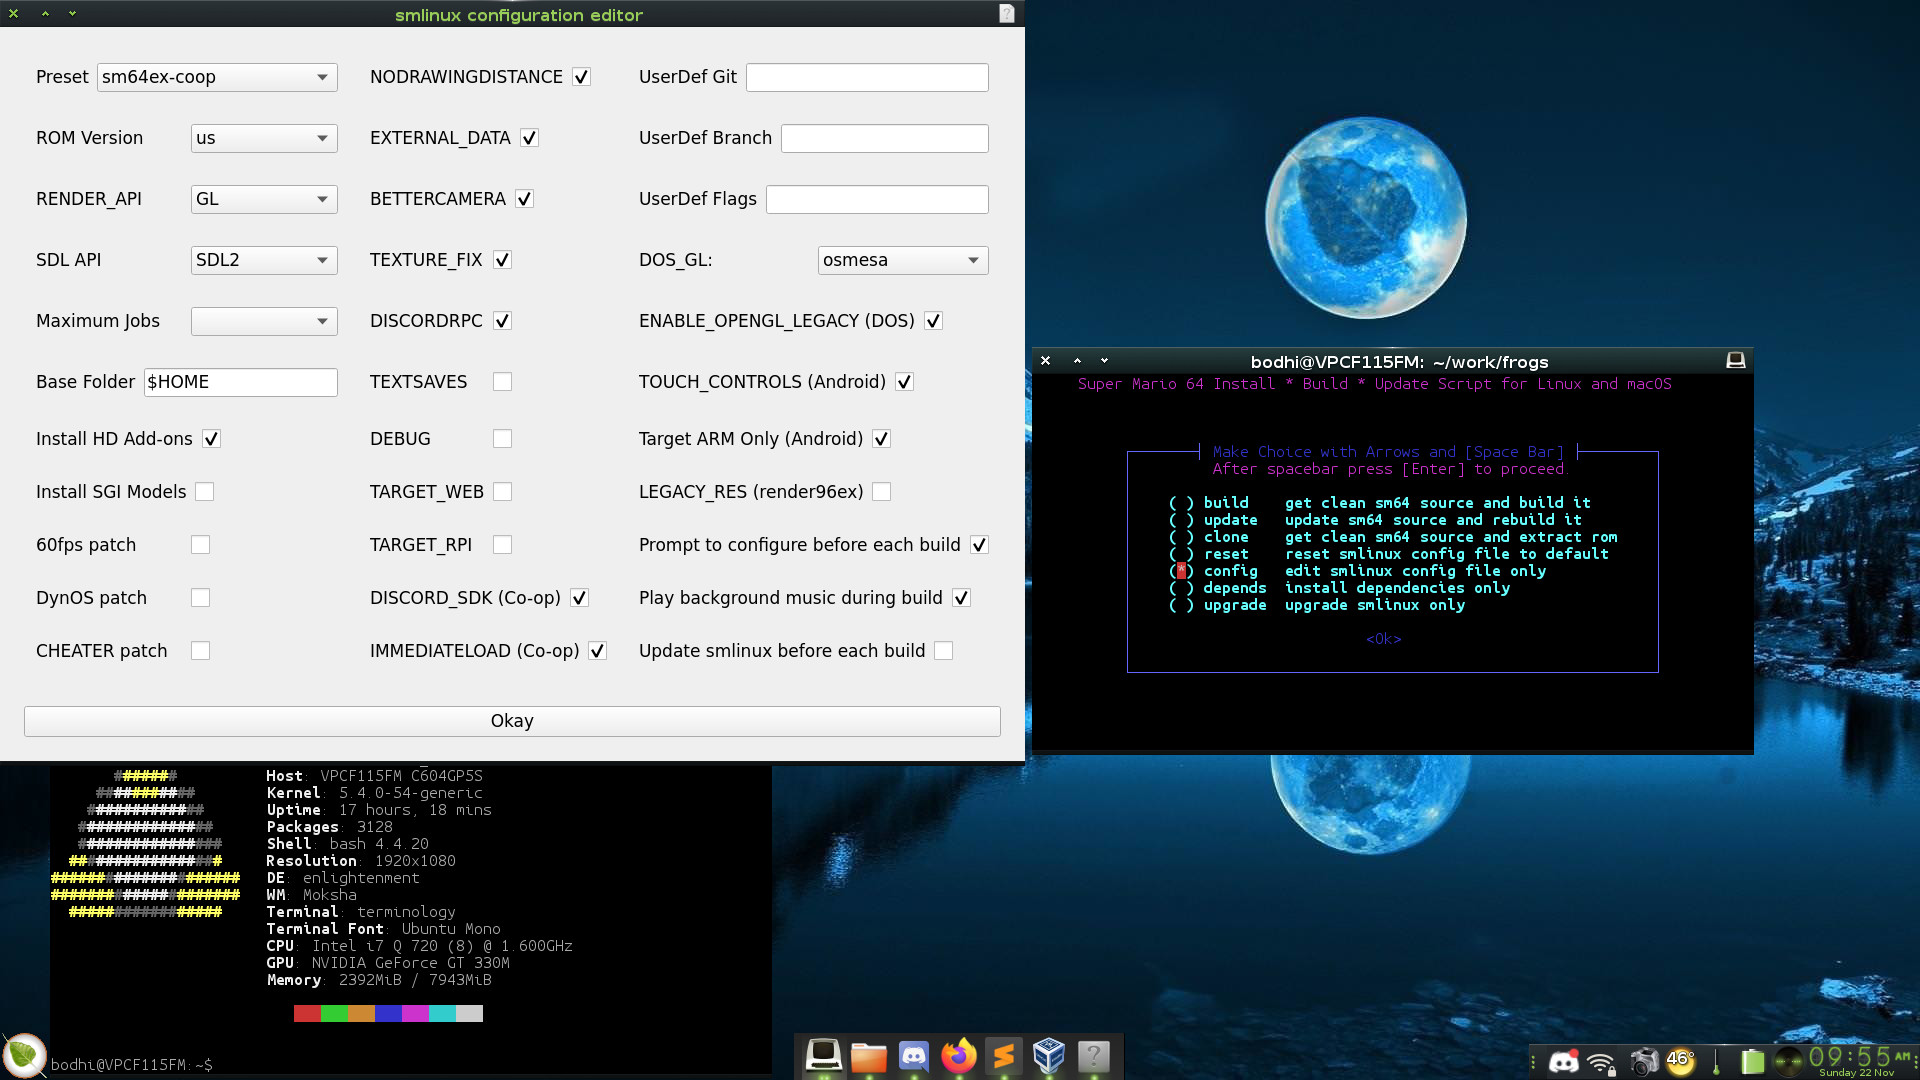 smlinux configuration editor
Preset sm64ex-coop
ROM Version us
RENDER_API GL
SDL API SDL2
Maximum Jobs
Base Folder $HOME
Install HD Add-ons
Install SGI Models
60fps patch
DynOS patch
CHEATER patch
NODRAWINGDISTANCE
EXTERNAL_DATA
BETTERCAMERA
TEXTURE_FIX
DISCORDRPC
TEXTSAVES
DEBUG
TARGET_WEB
TARGET_RPI
DISCORD_SDK (Co-op)
IMMEDIATELOAD (Co-op)
UserDef Git
UserDef Branch
UserDef Flags
DOS_GL: osmesa
ENABLE_OPENGL_LEGACY (DOS)
TOUCH_CONTROLS (Android)
Target ARM Only (Android)
LEGACY_RES (render96ex)
Prompt to configure before each build
Play background music during build
Update smlinux before each build
Okay
bodhi@VPCF115FM: ~/work/frogs
Super Mario 64 Install * Build * Update Script for Linux and macOS
Make Choice with Arrows and [Space Bar]
After spacebar press [Enter] to proceed.
( ) build get clean sm64 source and build it
( ) update update sm64 source and rebuild it
( ) clone get clean sm64 source and extract rom
( ) reset reset smlinux config file to default
(*) config edit smlinux config file only
( ) depends install dependencies only
( ) upgrade upgrade smlinux only
<Ok>
Host: VPCF115FM C604GP5S
Kernel: 5.4.0-54-generic
Uptime: 17 hours, 18 mins
Packages: 3128
Shell: bash 4.4.20
Resolution: 1920x1080
DE: enlightenment
WM: Moksha
Terminal: terminology
Terminal Font: Ubuntu Mono
CPU: Intel i7 Q 720 (8) @ 1.600GHz
GPU: NVIDIA GeForce GT 330M
Memory: 2392MiB / 7943MiB
bodhi@VPCF115FM:~$
46°
09:55 AM
Sunday 22 Nov